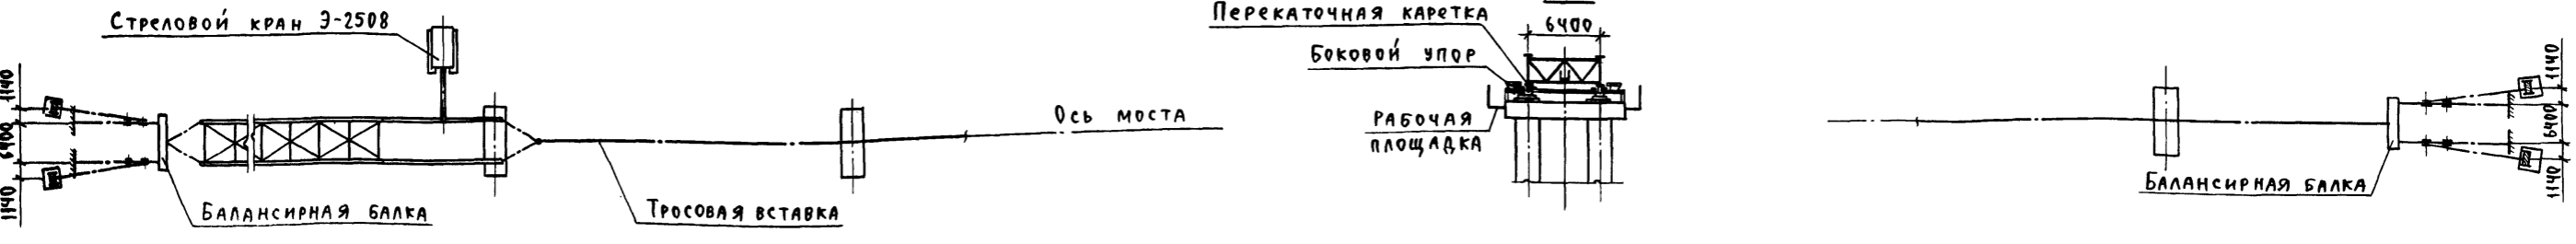 Стреловой кран Э-2508
1140
6400
1140
Балансирная балка
Тросовая вставка
Ось моста
Перекаточная каретка
6400
Боковой упор
Рабочая
площадка
Балансирная балка
1140
6400
1140